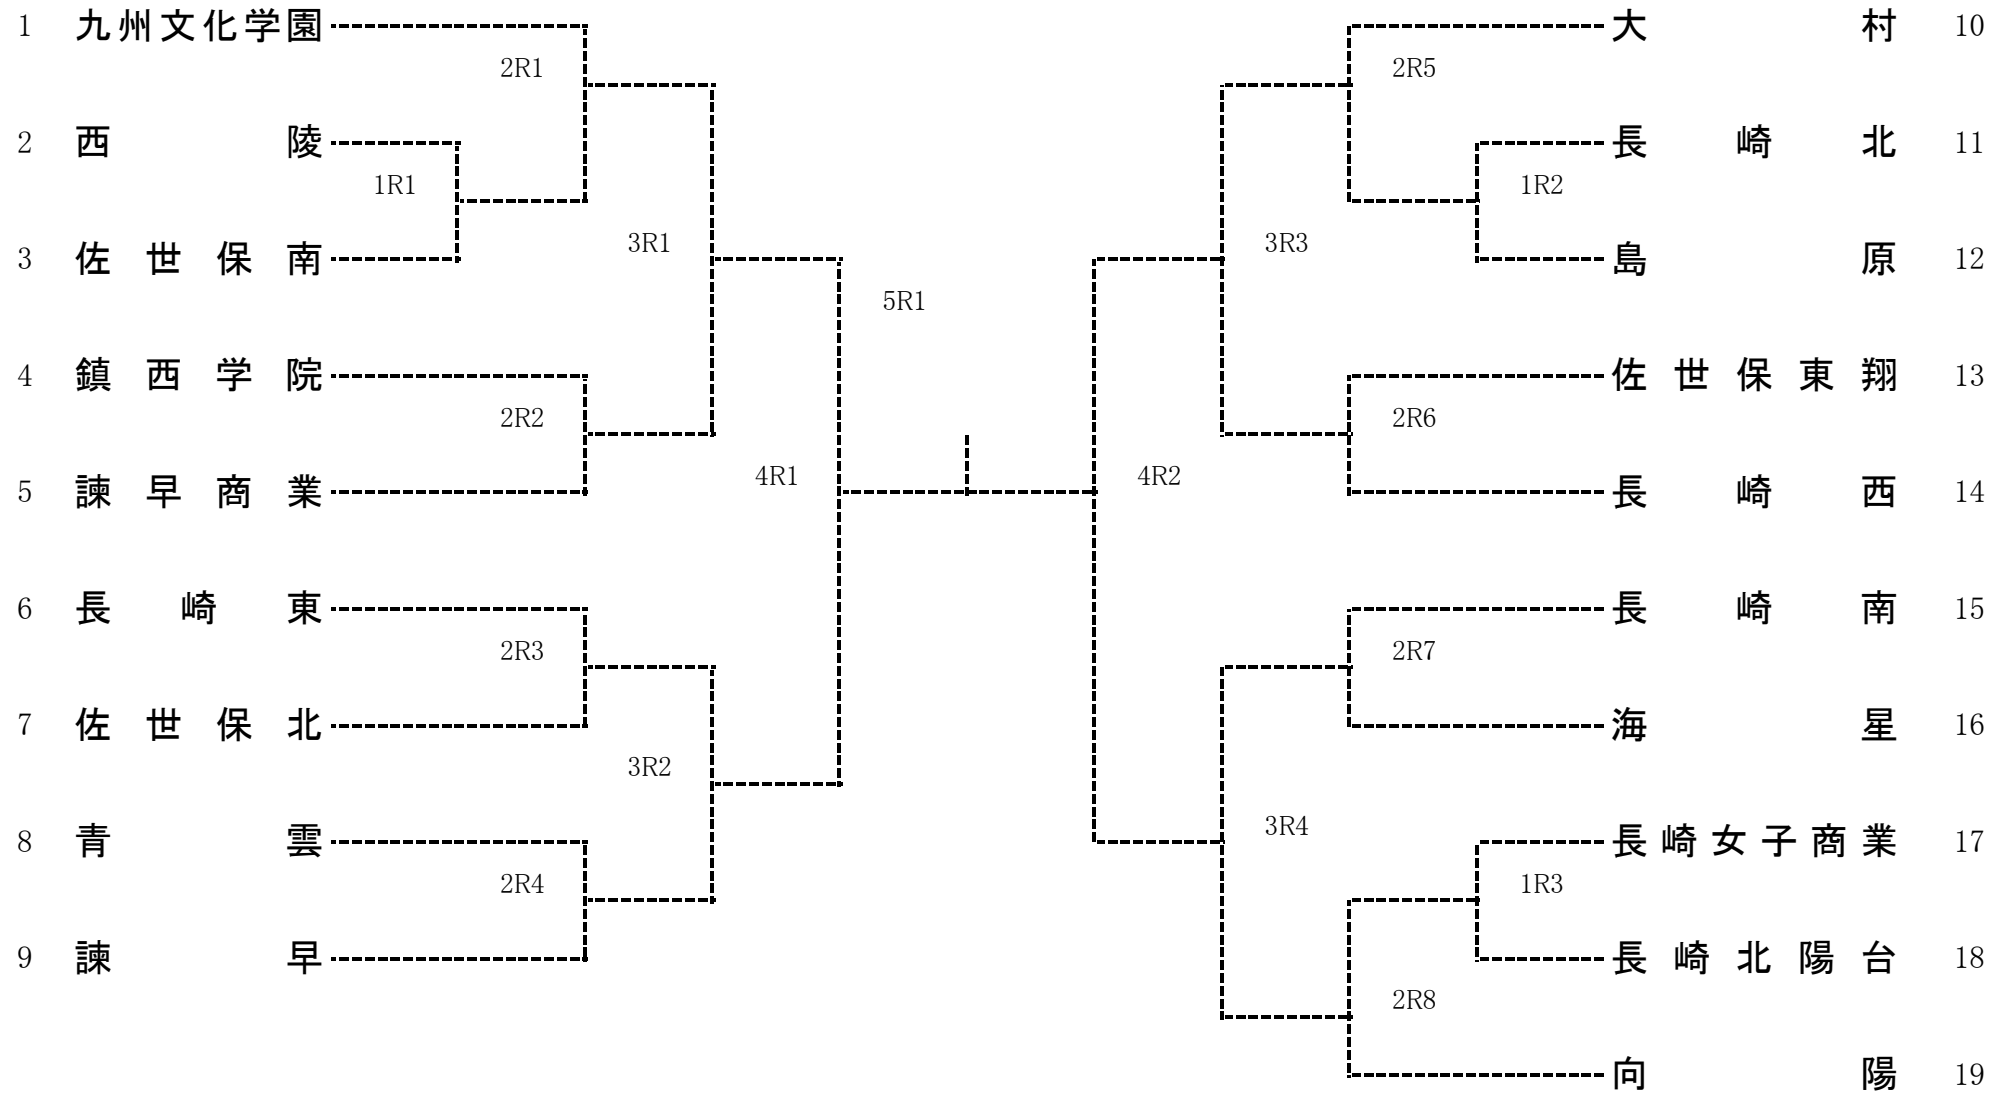 1 九州文化学園
2R1
2 西陵
1R1
3 佐世保南
3R1
4 鎮西学院
2R2
5 諫早商業
4R1
6 長崎東
2R3
7 佐世保北
3R2
8 青雲
2R4
9 諫早
5R1
大村 10
2R5
長崎北 11
1R2
島原 12
3R3
佐世保東翔 13
2R6
長崎西 14
4R2
長崎南 15
2R7
海星 16
3R4
長崎女子商業 17
1R3
長崎北陽台 18
2R8
向陽 19